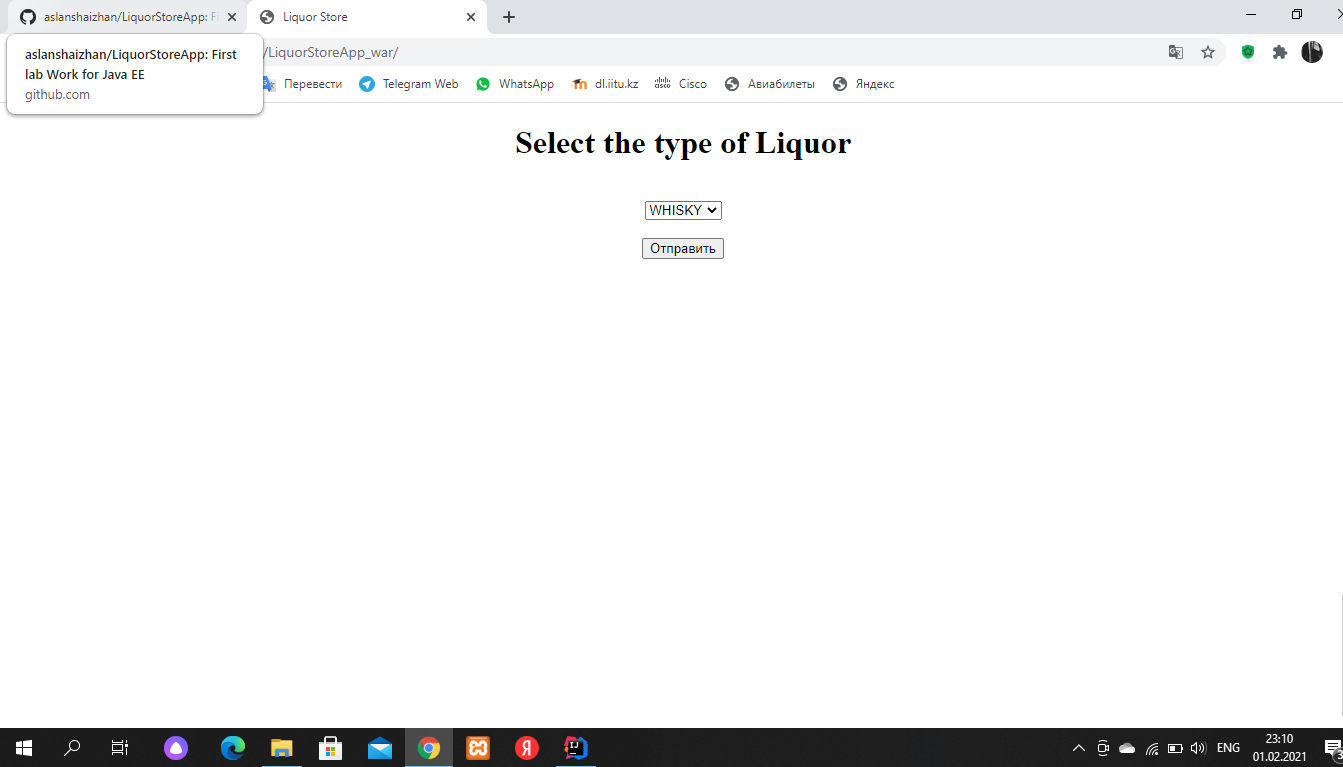 aslanshaizhan/LiquorStoreApp: Fi
Liquor Store
aslanshaizhan/LiquorStoreApp: First
lab Work for Java EE
github.com
/LiquorStoreApp_war/
Перевести
Telegram Web
WhatsApp
dl.iitu.kz
Cisco
Авиабилеты
Яндекс
Select the type of Liquor
WHISKY
Отправить
ENG
23:10
01.02.2021
3